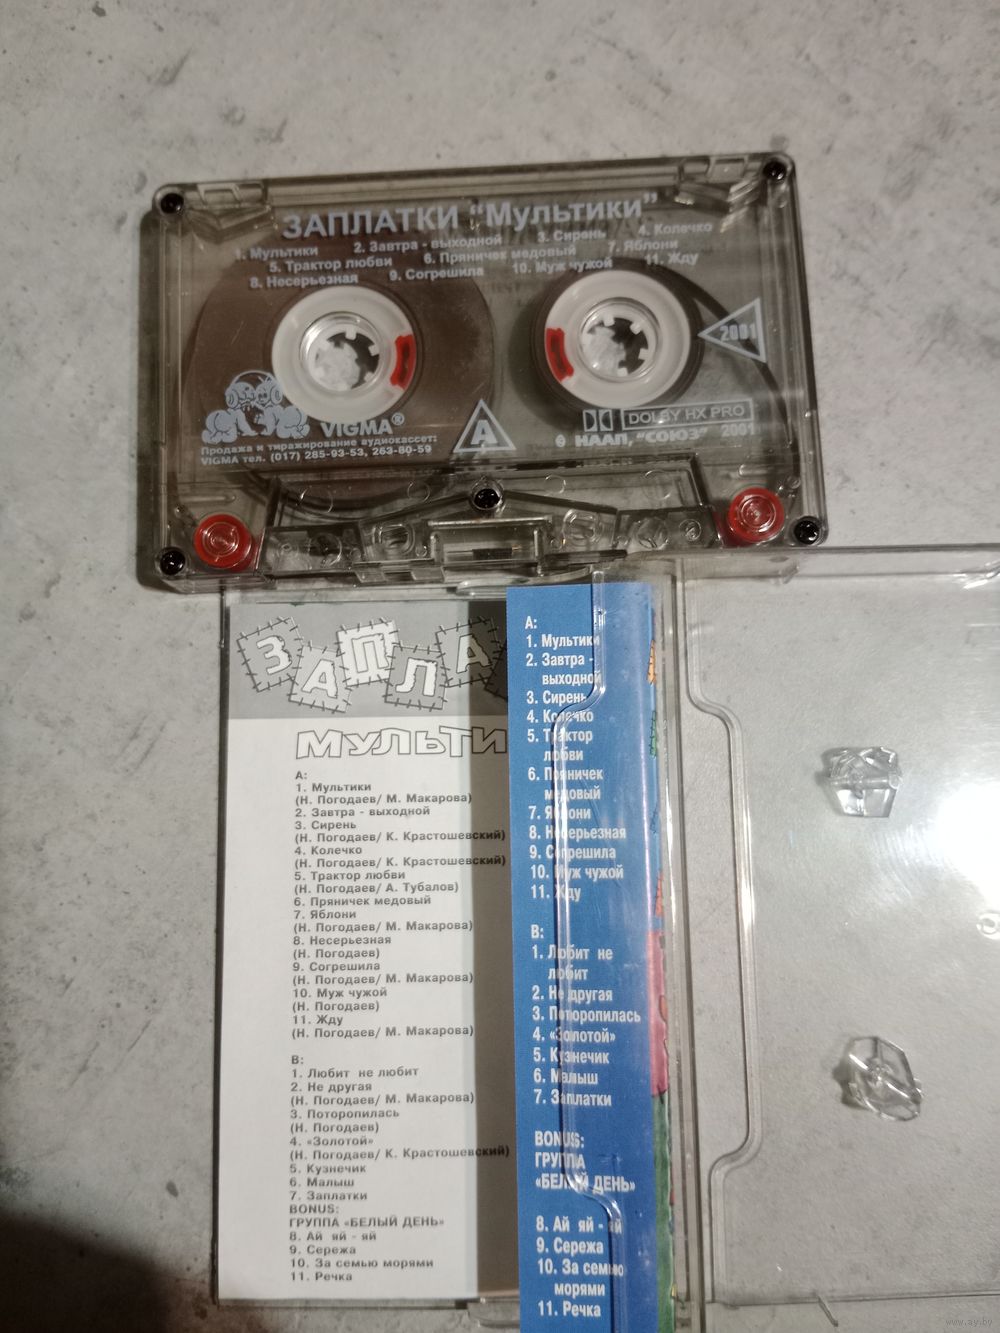 ЗАПЛАТКИ “Мультики”
1. Мультики 2. Завтра - выходной 3. Сирень 4. Колечко
5. Трактор любви 6. Пряничек медовый 7. Яблони
8. Несерьезная 9. Согрешила 10. Муж чужой 11. Жду
2001
VIGMA®
Продажа и тиражирование аудиокассет:
VIGMA тел. (017) 285-93-53, 263-80-59
A
DOLBY HX PRO
НААП, "СОЮЗ" 2001
ЗАПЛА
МУЛЬТИ
А:
1. Мультики
(Н. Погодаев/ М. Макарова)
2. Завтра - выходной
3. Сирень
(Н. Погодаев/ К. Крастошевский)
4. Колечко
(Н. Погодаев/ К. Крастошевский)
5. Трактор любви
(Н. Погодаев/ А. Тубалов)
6. Пряничек медовый
7. Яблони
(Н. Погодаев/ М. Макарова)
8. Несерьезная
(Н. Погодаев)
9. Согрешила
(Н. Погодаев/ М. Макарова)
10. Муж чужой
(Н. Погодаев)
11. Жду
(Н. Погодаев/ М. Макарова)
В:
1. Любит не любит
2. Не другая
(Н. Погодаев/ М. Макарова)
3. Поторопилась
(Н. Погодаев)
4. «Золотой»
(Н. Погодаев/ К. Крастошевский)
5. Кузнечик
6. Малыш
7. Заплатки
BONUS:
ГРУППА «БЕЛЫЙ ДЕНЬ»
8. Ай яй - яй
9. Сережа
10. За семью морями
11. Речка
А:
1. Мультики
2. Завтра -
выходной
3. Сирень
4. Колечко
5. Трактор
любви
6. Пряничек
медовый
7. Яблони
8. Несерьезная
9. Согрешила
10. Муж чужой
11. Жду
В:
1. Любит не
любит
2. Не другая
3. Поторопилась
4. «Золотой»
5. Кузнечик
6. Малыш
7. Заплатки
BONUS:
ГРУППА
«БЕЛЫЙ ДЕНЬ»
8. Ай яй - яй
9. Сережа
10. За семью
морями
11. Речка
www.ay.by